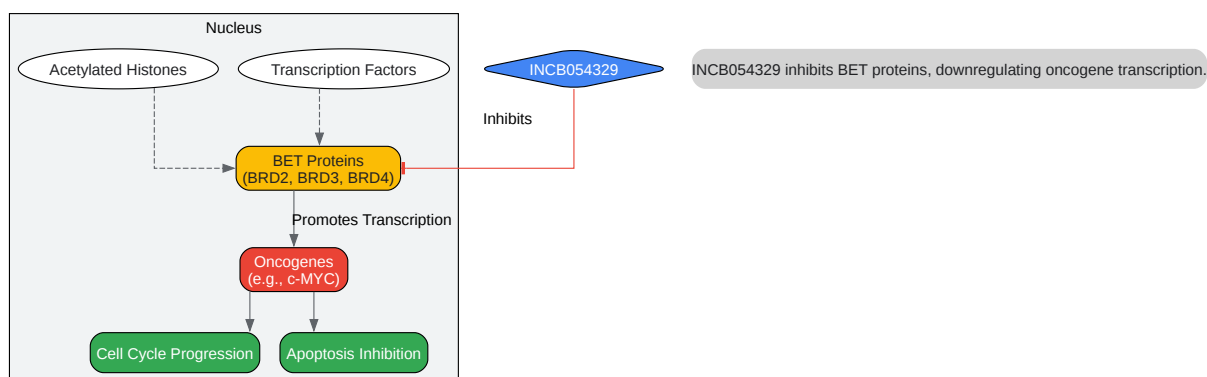 Nucleus
Acetylated Histones
Transcription Factors
INCB054329
INCB054329 inhibits BET proteins, downregulating oncogene transcription.
Inhibits
BET Proteins
(BRD2, BRD3, BRD4)
Promotes Transcription
Oncogenes
(e.g., c-MYC)
Cell Cycle Progression
Apoptosis Inhibition